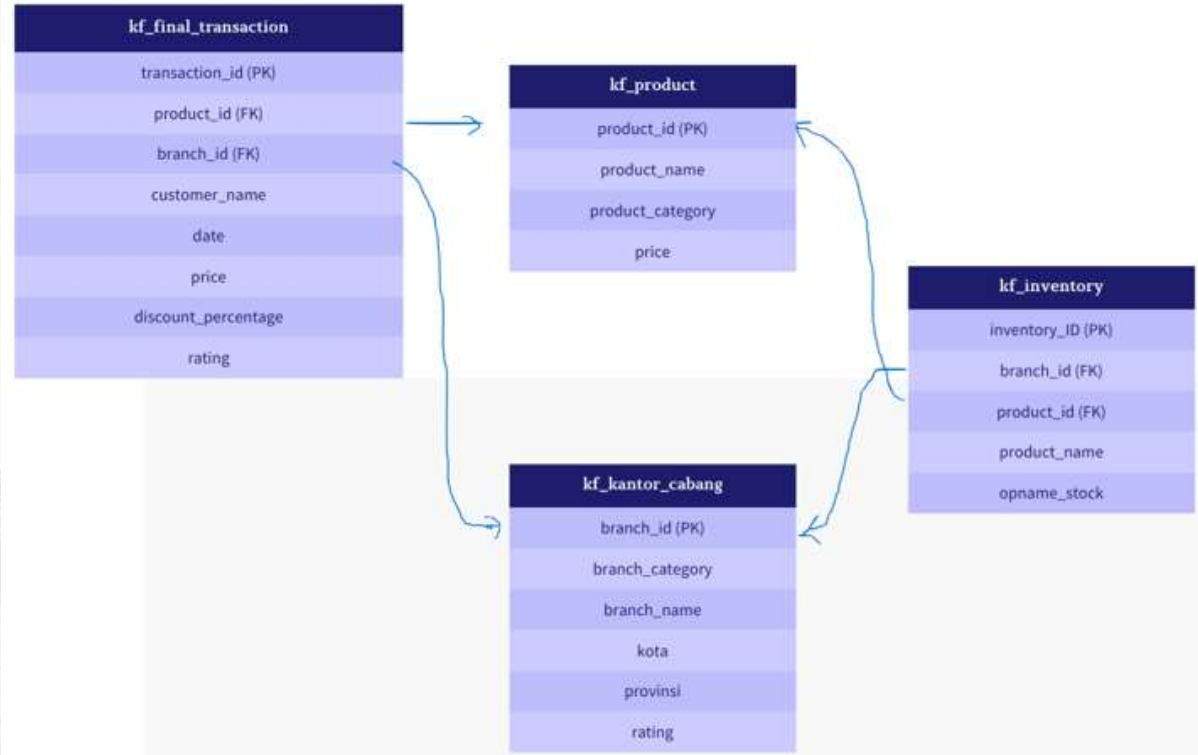 kf_final_transaction
transaction_id (PK)
product_id (FK)
branch_id (FK)
customer_name
date
price
discount_percentage
rating
kf_product
product_id (PK)
product_name
product_category
price
kf_inventory
inventory_ID (PK)
branch_id (FK)
product_id (FK)
product_name
opname_stock
kf_kantor_cabang
branch_id (PK)
branch_category
branch_name
kota
provinsi
rating